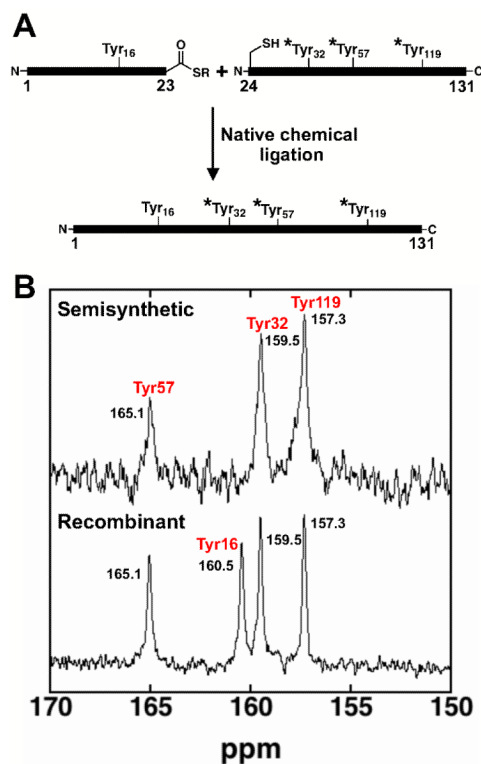 A
Tyr16
O
SR
N
1
23
+
SH
*Tyr32
*Tyr57
*Tyr119
N
C
24
131
Native chemical
ligation
Tyr16
*Tyr32
*Tyr57
*Tyr119
N
C
1
131
B
Semisynthetic
Tyr119
Tyr32
157.3
159.5
Tyr57
165.1
Recombinant
157.3
Tyr16
159.5
160.5
165.1
170
165
160
155
150
ppm